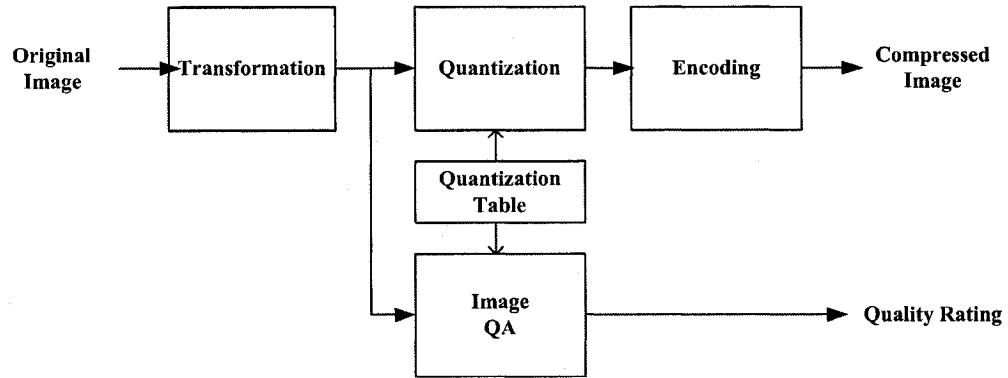 Original
Image
Transformation
Quantization
Encoding
Compressed
Image
Quantization
Table
Image
QA
Quality Rating